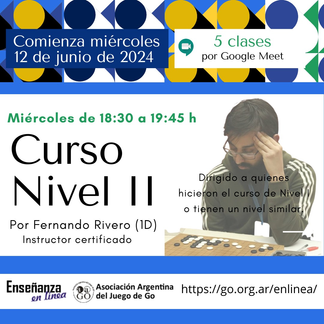 Comienza miércoles
12 de junio de 2024
5 clases
por Google Meet
Miércoles de 18:30 a 19:45 h
Curso
Nivel II
Dirigido a quienes
hicieron el curso de Nivel I
o tienen un nivel similar.
Por Fernando Rivero (1D)
Instructor certificado
Enseñanza
en línea
Asociación Argentina
del Juego de Go
https://go.org.ar/enlinea/